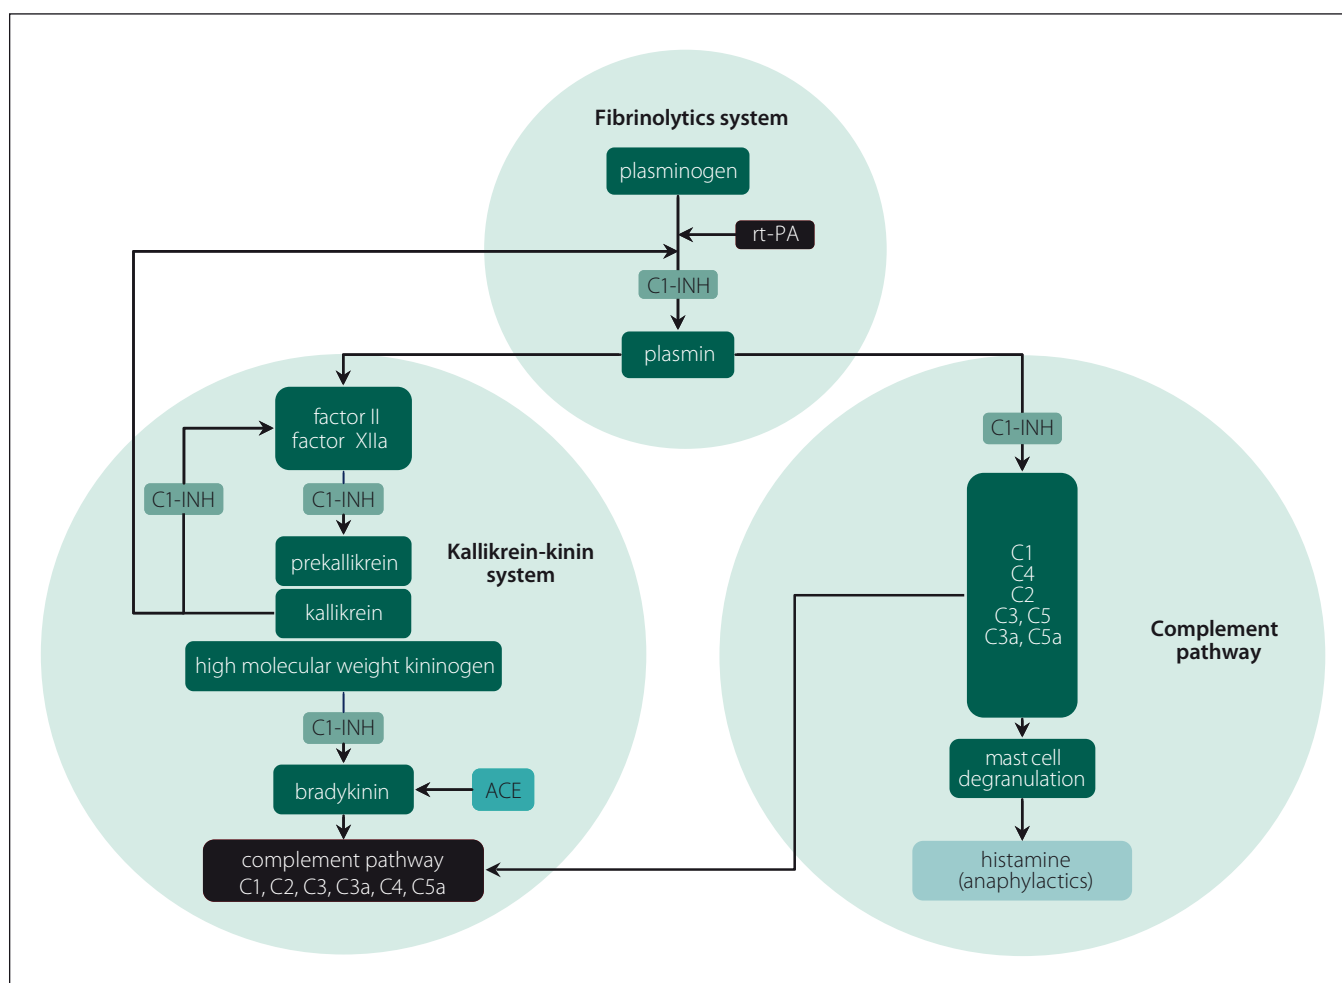 Fibrinolytics system
plasminogen
rt-PA
C1-INH
plasmin
factor II
factor XIIa
C1-INH
C1-INH
prekallikrein
kallikrein
high molecular weight kininogen
C1-INH
bradykinin
ACE
complement pathway
C1, C2, C3, C3a, C4, C5a
Kallikrein-kinin
system
C1-INH
C1
C4
C2
C3, C5
C3a, C5a
Complement
pathway
mast cell
degranulation
histamine
(anaphylactics)